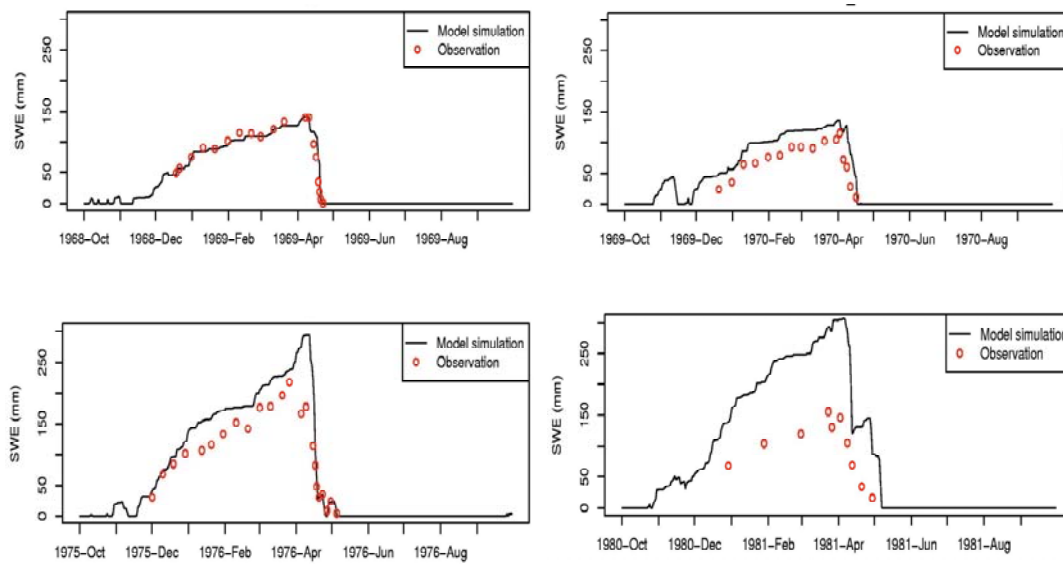 Model simulation
Observation
SWE (mm)
0 50 150 250
1968-Oct 1968-Dec 1969-Feb 1969-Apr 1969-Jun 1969-Aug
Model simulation
Observation
SWE (mm)
0 50 150 250
1969-Oct 1969-Dec 1970-Feb 1970-Apr 1970-Jun 1970-Aug
Model simulation
Observation
SWE (mm)
0 50 150 250
1975-Oct 1975-Dec 1976-Feb 1976-Apr 1976-Jun 1976-Aug
Model simulation
Observation
SWE (mm)
0 50 150 250
1980-Oct 1980-Dec 1981-Feb 1981-Apr 1981-Jun 1981-Aug